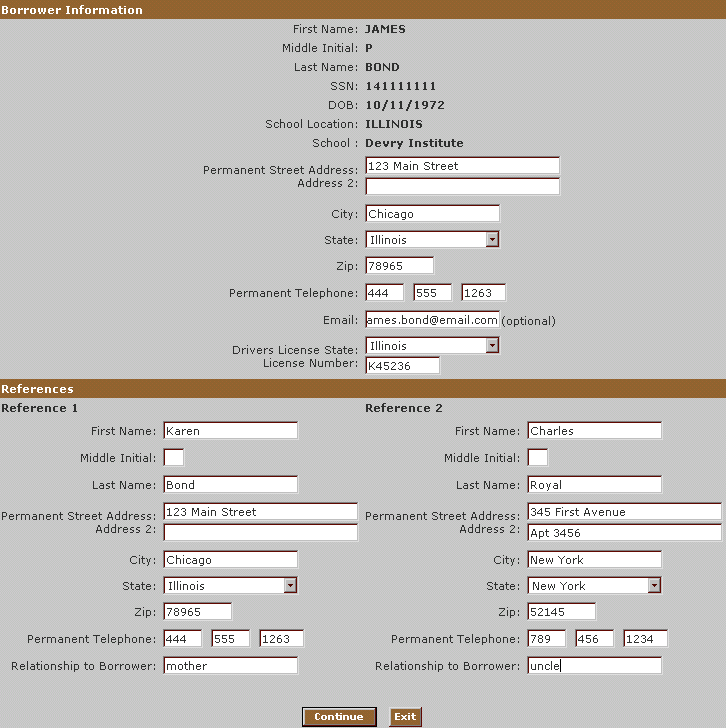 Borrower Information
First Name: JAMES
Middle Initial: P
Last Name: BOND
SSN: 141111111
DOB: 10/11/1972
School Location: ILLINOIS
School : Devry Institute
Permanent Street Address: 123 Main Street
Address 2:
City: Chicago
State: Illinois
Zip: 78965
Permanent Telephone: 444 555 1263
Email: ames.bond@email.com (optional)
Drivers License State: Illinois
License Number: K45236
References
Reference 1
First Name: Karen
Middle Initial:
Last Name: Bond
Permanent Street Address: 123 Main Street
Address 2:
City: Chicago
State: Illinois
Zip: 78965
Permanent Telephone: 444 555 1263
Relationship to Borrower: mother
Reference 2
First Name: Charles
Middle Initial:
Last Name: Royal
Permanent Street Address: 345 First Avenue
Address 2: Apt 3456
City: New York
State: New York
Zip: 52145
Permanent Telephone: 789 456 1234
Relationship to Borrower: uncle
Continue Exit